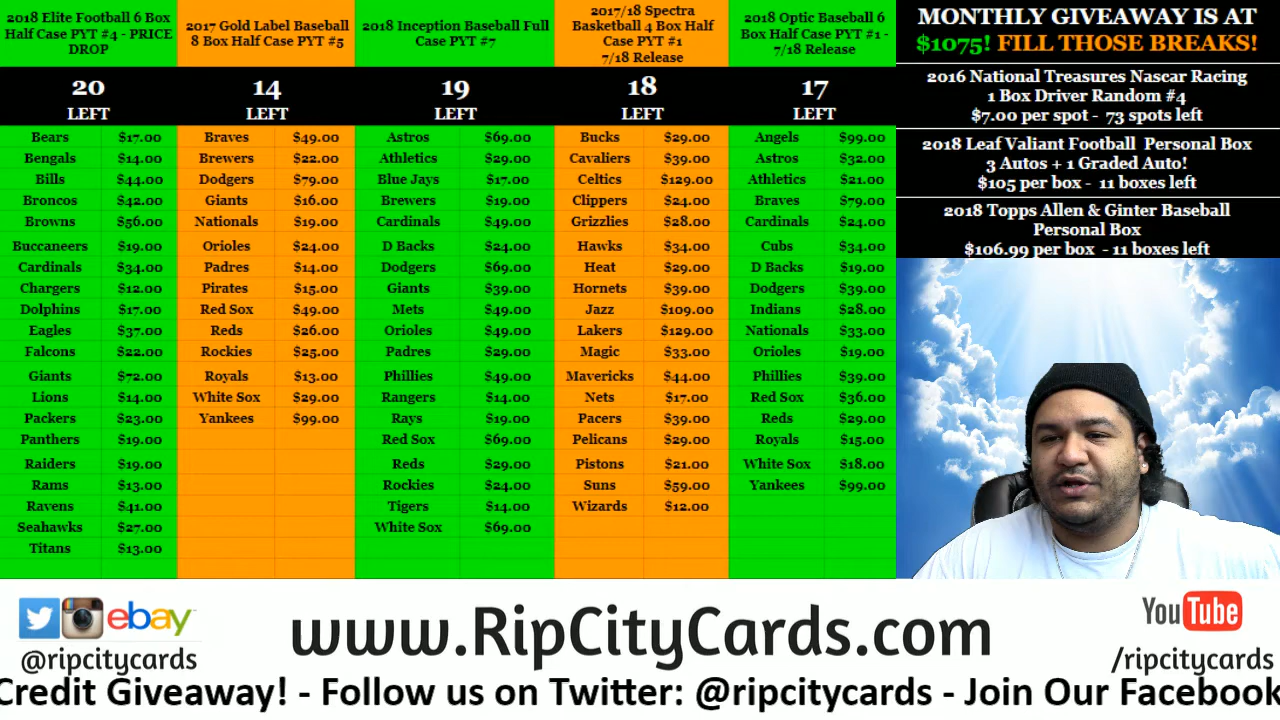 2018 Elite Football 6 Box
Half Case PYT #4 - PRICE
DROP
20
LEFT
Bears $17.00
Bengals $14.00
Bills $44.00
Broncos $42.00
Browns $56.00
Buccaneers $19.00
Cardinals $34.00
Chargers $12.00
Dolphins $17.00
Eagles $37.00
Falcons $22.00
Giants $72.00
Lions $14.00
Packers $23.00
Panthers $19.00
Raiders $19.00
Rams $13.00
Ravens $41.00
Seahawks $27.00
Titans $13.00
2017 Gold Label Baseball
8 Box Half Case PYT #5
14
LEFT
Braves $49.00
Brewers $22.00
Dodgers $79.00
Giants $16.00
Nationals $19.00
Orioles $24.00
Padres $14.00
Pirates $15.00
Red Sox $49.00
Reds $26.00
Rockies $25.00
Royals $13.00
White Sox $29.00
Yankees $99.00
2018 Inception Baseball Full
Case PYT #7
19
LEFT
Astros $69.00
Athletics $29.00
Blue Jays $17.00
Brewers $19.00
Cardinals $49.00
D Backs $24.00
Dodgers $69.00
Giants $39.00
Mets $49.00
Orioles $49.00
Padres $29.00
Phillies $49.00
Rangers $14.00
Rays $19.00
Red Sox $69.00
Reds $29.00
Rockies $24.00
Tigers $14.00
White Sox $69.00
2017/18 Spectra
Basketball 4 Box Half
Case PYT #1
7/18 Release
18
LEFT
Bucks $29.00
Cavaliers $39.00
Celtics $129.00
Clippers $24.00
Grizzlies $28.00
Hawks $34.00
Heat $29.00
Hornets $39.00
Jazz $109.00
Lakers $129.00
Magic $33.00
Mavericks $44.00
Nets $17.00
Pacers $39.00
Pelicans $29.00
Pistons $21.00
Suns $59.00
Wizards $12.00
2018 Optic Baseball 6
Box Half Case PYT #1 -
7/18 Release
17
LEFT
Angels $99.00
Astros $32.00
Athletics $21.00
Braves $79.00
Cardinals $24.00
Cubs $34.00
D Backs $19.00
Dodgers $39.00
Indians $28.00
Nationals $33.00
Orioles $19.00
Phillies $39.00
Red Sox $36.00
Reds $29.00
Royals $15.00
White Sox $18.00
Yankees $99.00
MONTHLY GIVEAWAY IS AT
$1075! FILL THOSE BREAKS!
2016 National Treasures Nascar Racing
1 Box Driver Random #4
$7.00 per spot - 73 spots left
2018 Leaf Valiant Football Personal Box
3 Autos + 1 Graded Auto!
$105 per box - 11 boxes left
2018 Topps Allen & Ginter Baseball
Personal Box
$106.99 per box - 11 boxes left
ebay
@ripcitycards
www.RipCityCards.com
YouTube
/ripcitycards
Credit Giveaway! - Follow us on Twitter: @ripcitycards - Join Our Facebook